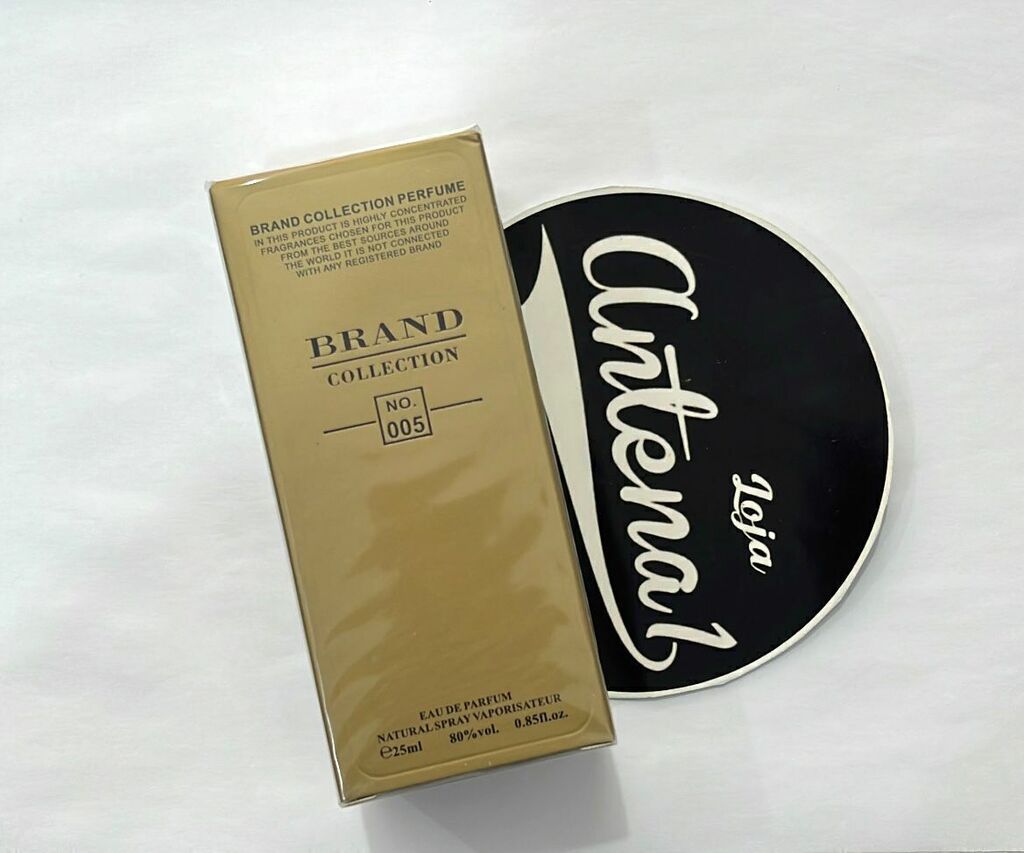 BRAND COLLECTION PERFUME
IN THIS PRODUCT IS HIGHLY CONCENTRATED
FRAGRANCES CHOSEN FOR THIS PRODUCT
FROM THE BEST SOURCES AROUND
THE WORLD IT IS NOT CONNECTED
WITH ANY REGISTERED BRAND
BRAND
COLLECTION
NO.
005
EAU DE PARFUM
NATURAL SPRAY VAPORISATEUR
℮25ml 80%vol. 0.85fl.oz.
Loja
antena1